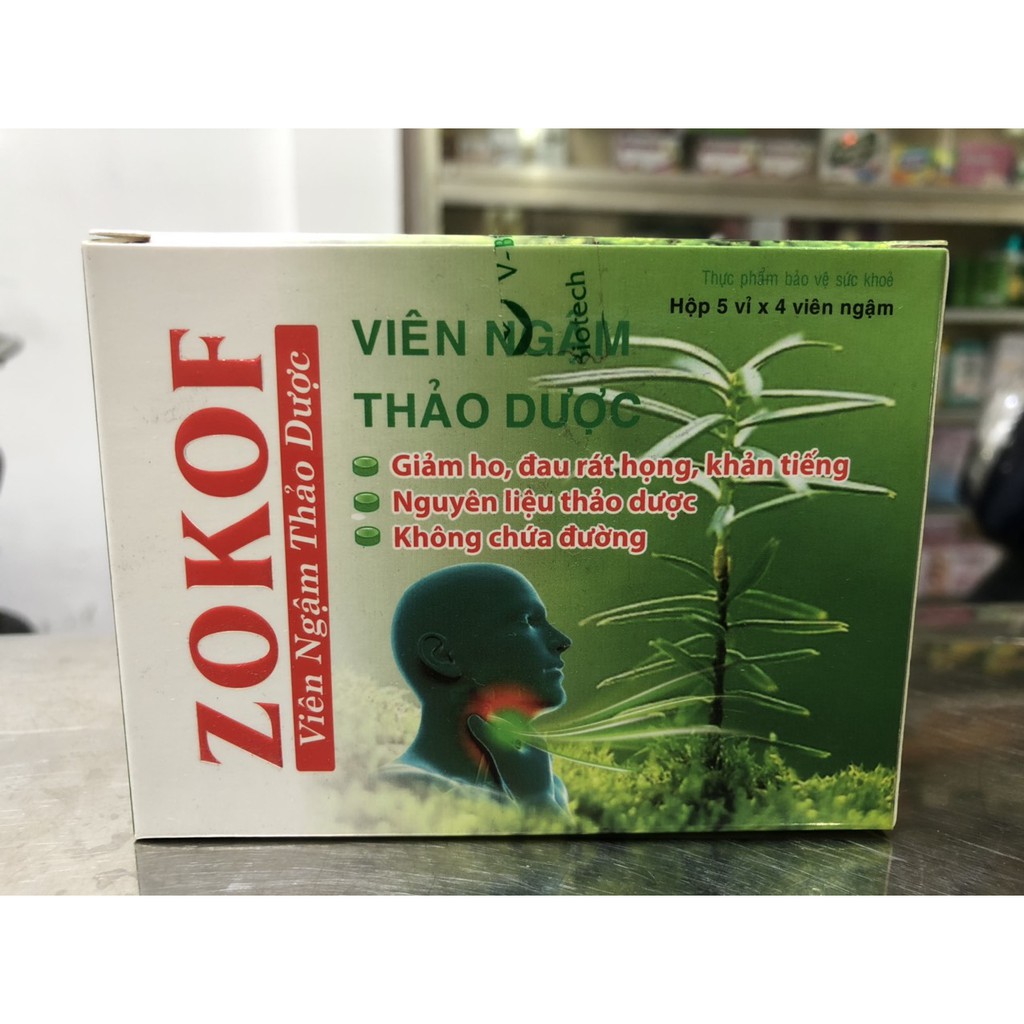 ZOKOF
Viên Ngậm Thảo Dược
V-B
Biotech
Thực phẩm bảo vệ sức khoẻ
Hộp 5 vỉ x 4 viên ngậm
VIÊN NGẬM
THẢO DƯỢC
Giảm ho, đau rát họng, khản tiếng
Nguyên liệu thảo dược
Không chứa đường